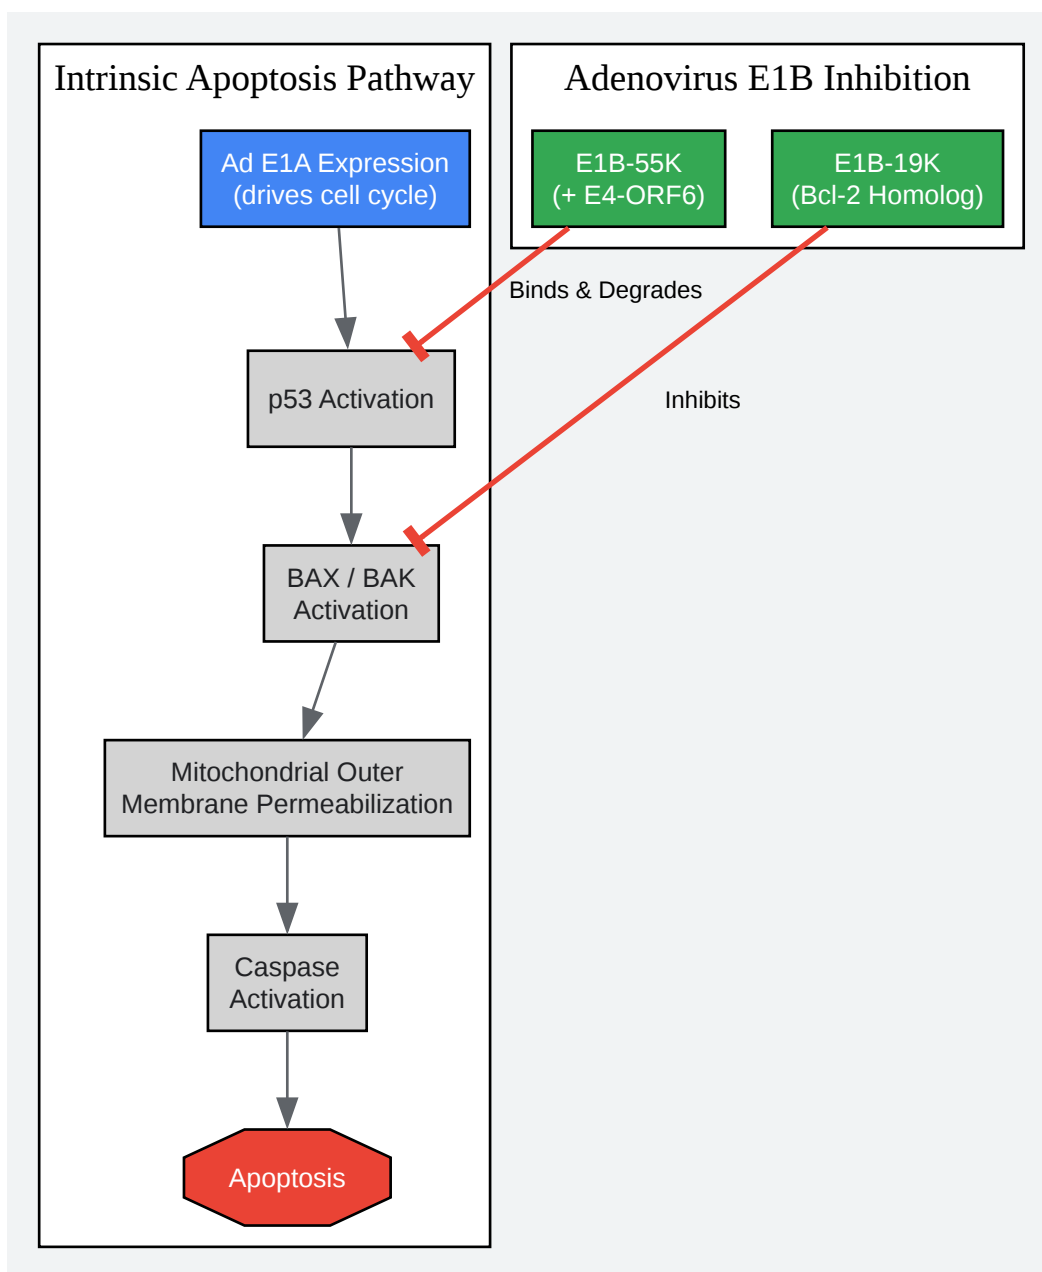 Intrinsic Apoptosis Pathway
Adenovirus E1B Inhibition
Ad E1A Expression
(drives cell cycle)
E1B-55K
(+ E4-ORF6)
E1B-19K
(Bcl-2 Homolog)
Binds & Degrades
p53 Activation
Inhibits
BAX / BAK
Activation
Mitochondrial Outer
Membrane Permeabilization
Caspase
Activation
Apoptosis